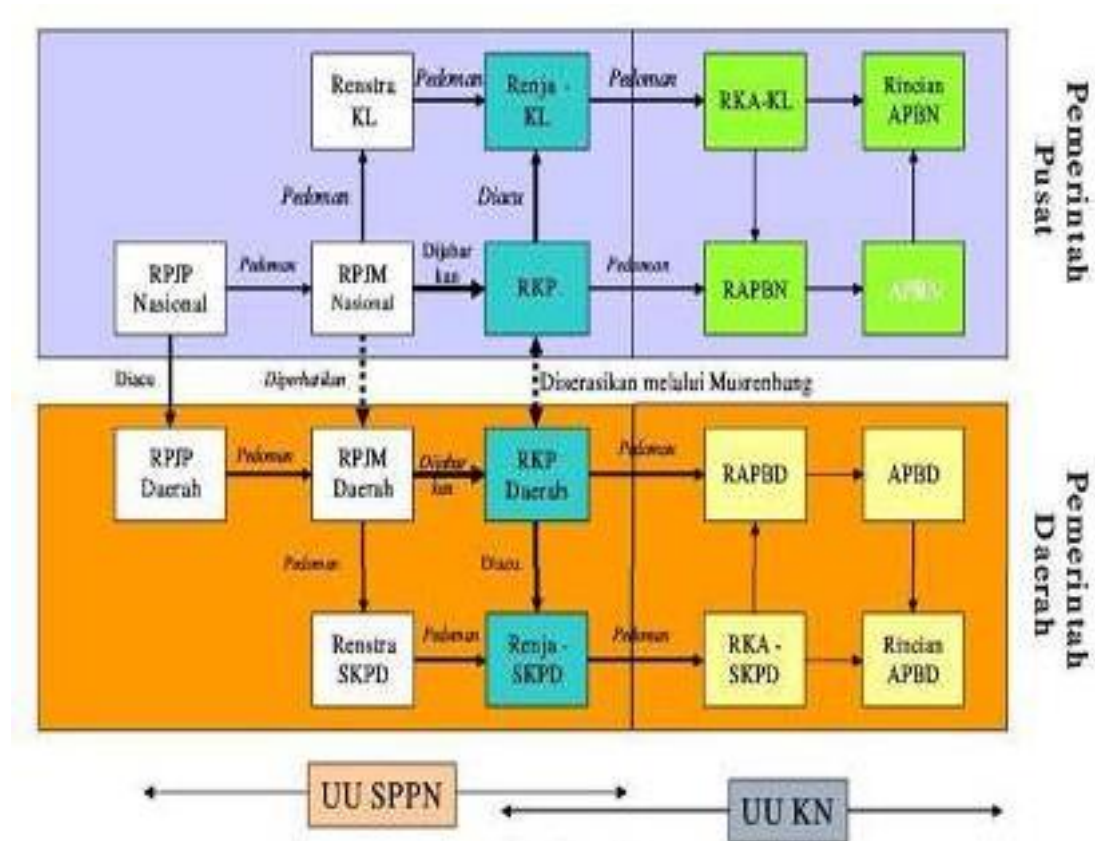 Renstra
KL
Pedoman
Renja -
KL
Pedoman
RKA-KL
Rincian
APBN
Pedoman
Diacu
RPJP
Nasional
Pedoman
RPJM
Nasional
Dijabar
kan
RKP
Pedoman
RAPBN
APBN
Pemerintah
Pusat
Diacu
Diperhatikan
Diserasikan melalui Musrenbang
RPJP
Daerah
Pedoman
RPJM
Daerah
Dijabar
kan
RKP
Daerah
Pedoman
RAPBD
APBD
Pedoman
Diacu
Renstra
SKPD
Pedoman
Renja -
SKPD
Pedoman
RKA -
SKPD
Rincian
APBD
Pemerintah
Daerah
UU SPPN
UU KN